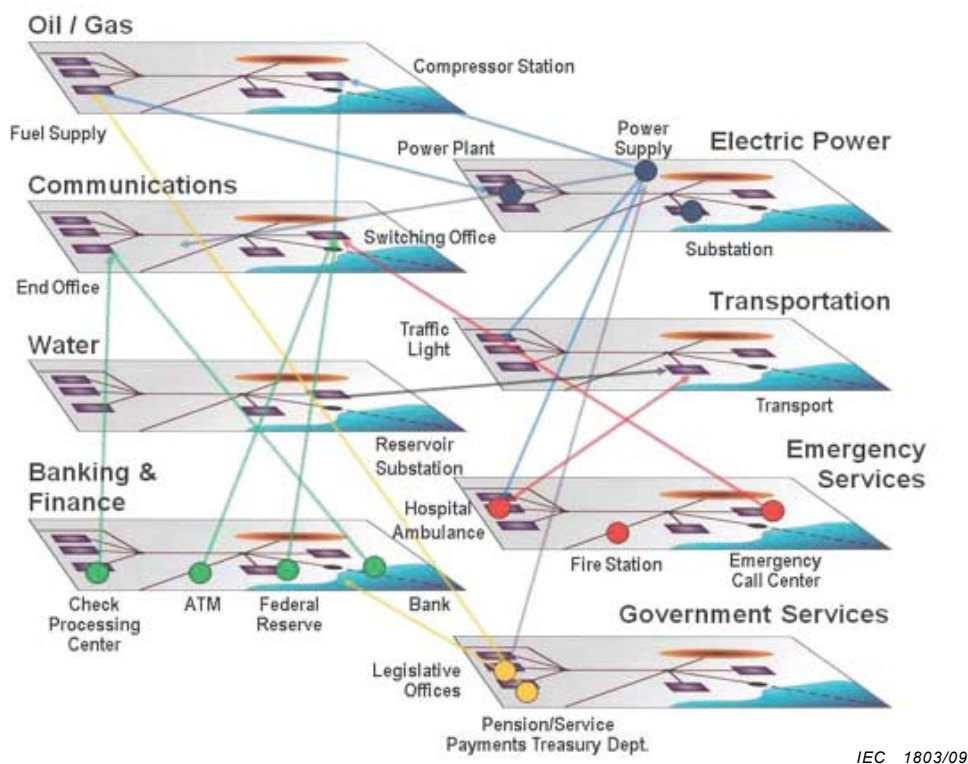 Oil / Gas
Compressor Station
Fuel Supply
Power
Supply
Electric Power
Power Plant
Communications
Switching Office
Substation
End Office
Transportation
Traffic
Light
Water
Transport
Reservoir
Substation
Emergency
Services
Banking &
Finance
Hospital
Ambulance
Fire Station
Emergency
Call Center
Check
Processing
Center
ATM
Federal
Reserve
Bank
Government Services
Legislative
Offices
Pension/Service
Payments Treasury Dept.
IEC 1803/09